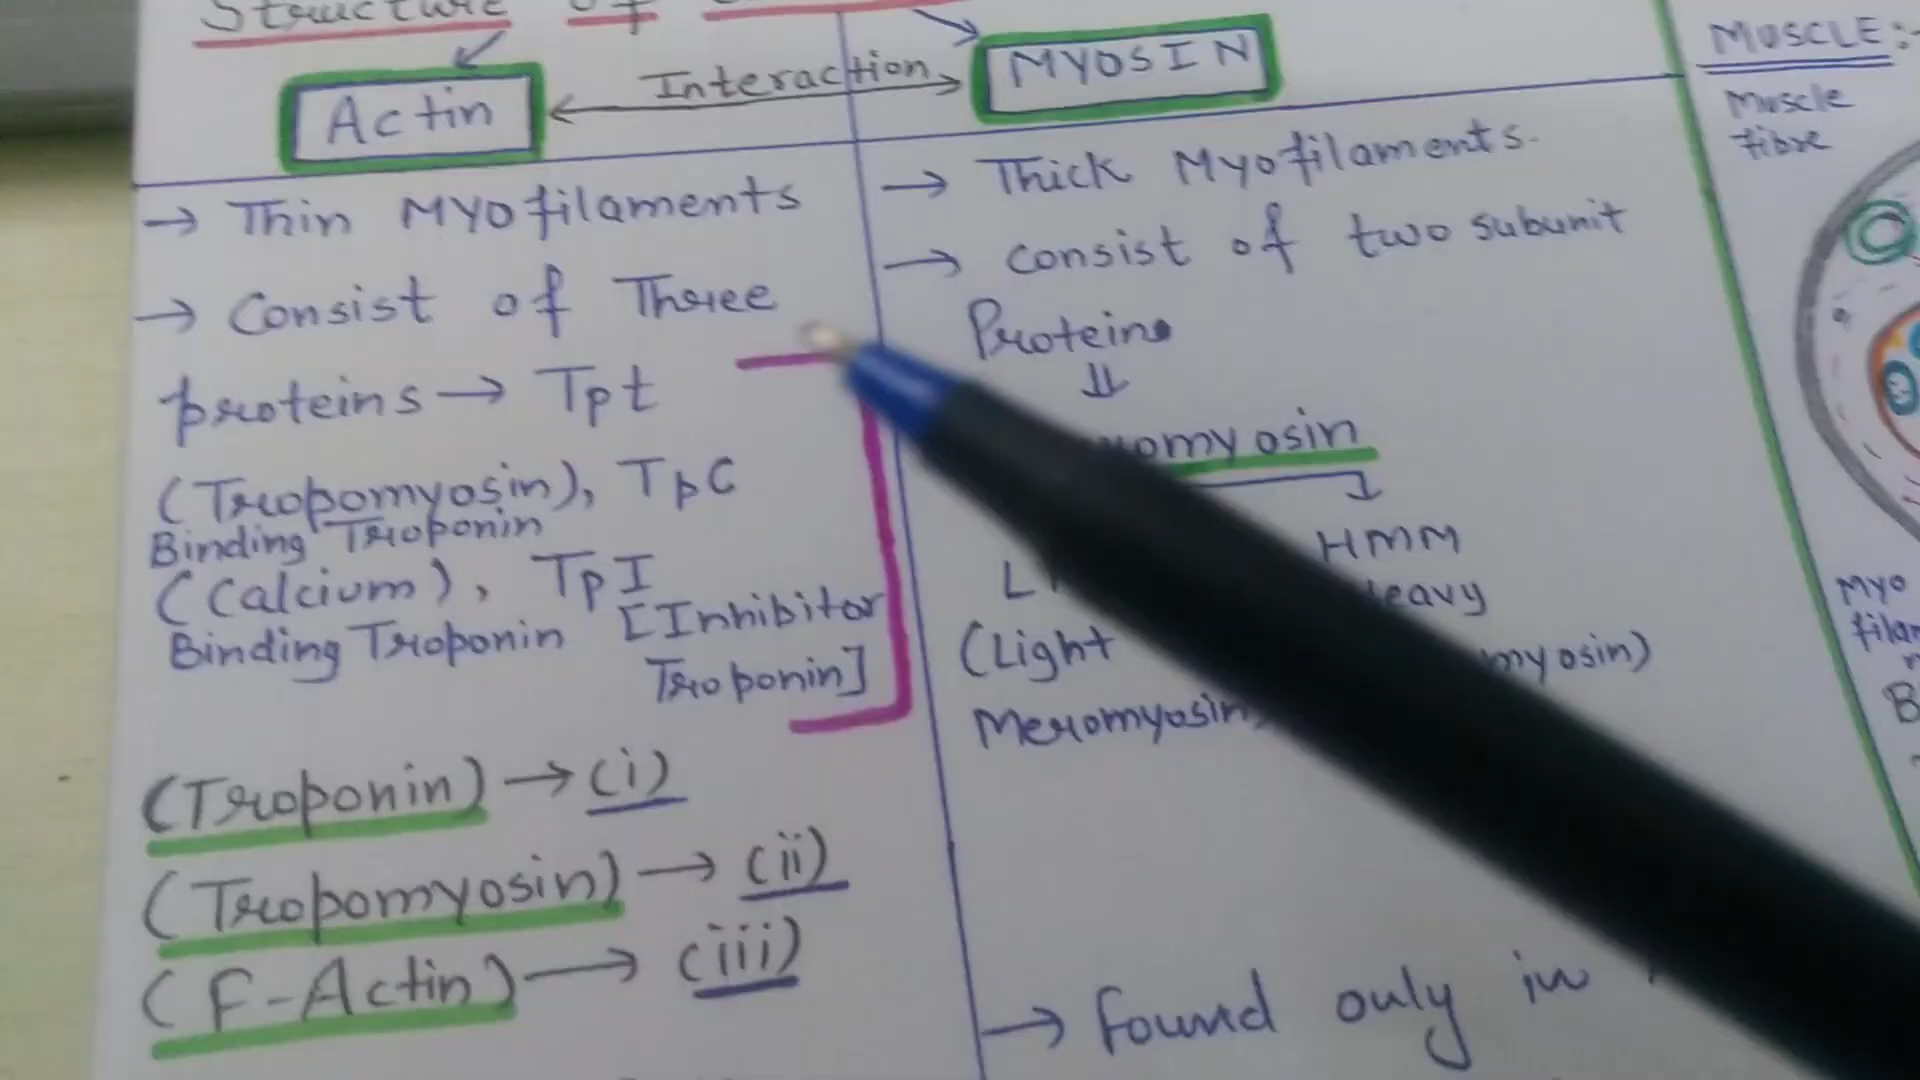 Structure of
Actin
Interaction
MYOSIN
→ Thin Myofilaments
→ Consist of Three
proteins → Tpt
(Tropomyosin), TpC
Binding Troponin
(Calcium), TpI
Binding Troponin [Inhibitor
Troponin]
(Troponin) → (i)
(Tropomyosin) → (ii)
(F-Actin) → (iii)
→ Thick Myofilaments.
→ Consist of two subunit
Proteins
HMM
(Light
Meromyosin
→ Found only in
MUSCLE:-
Muscle
fibre
Myo